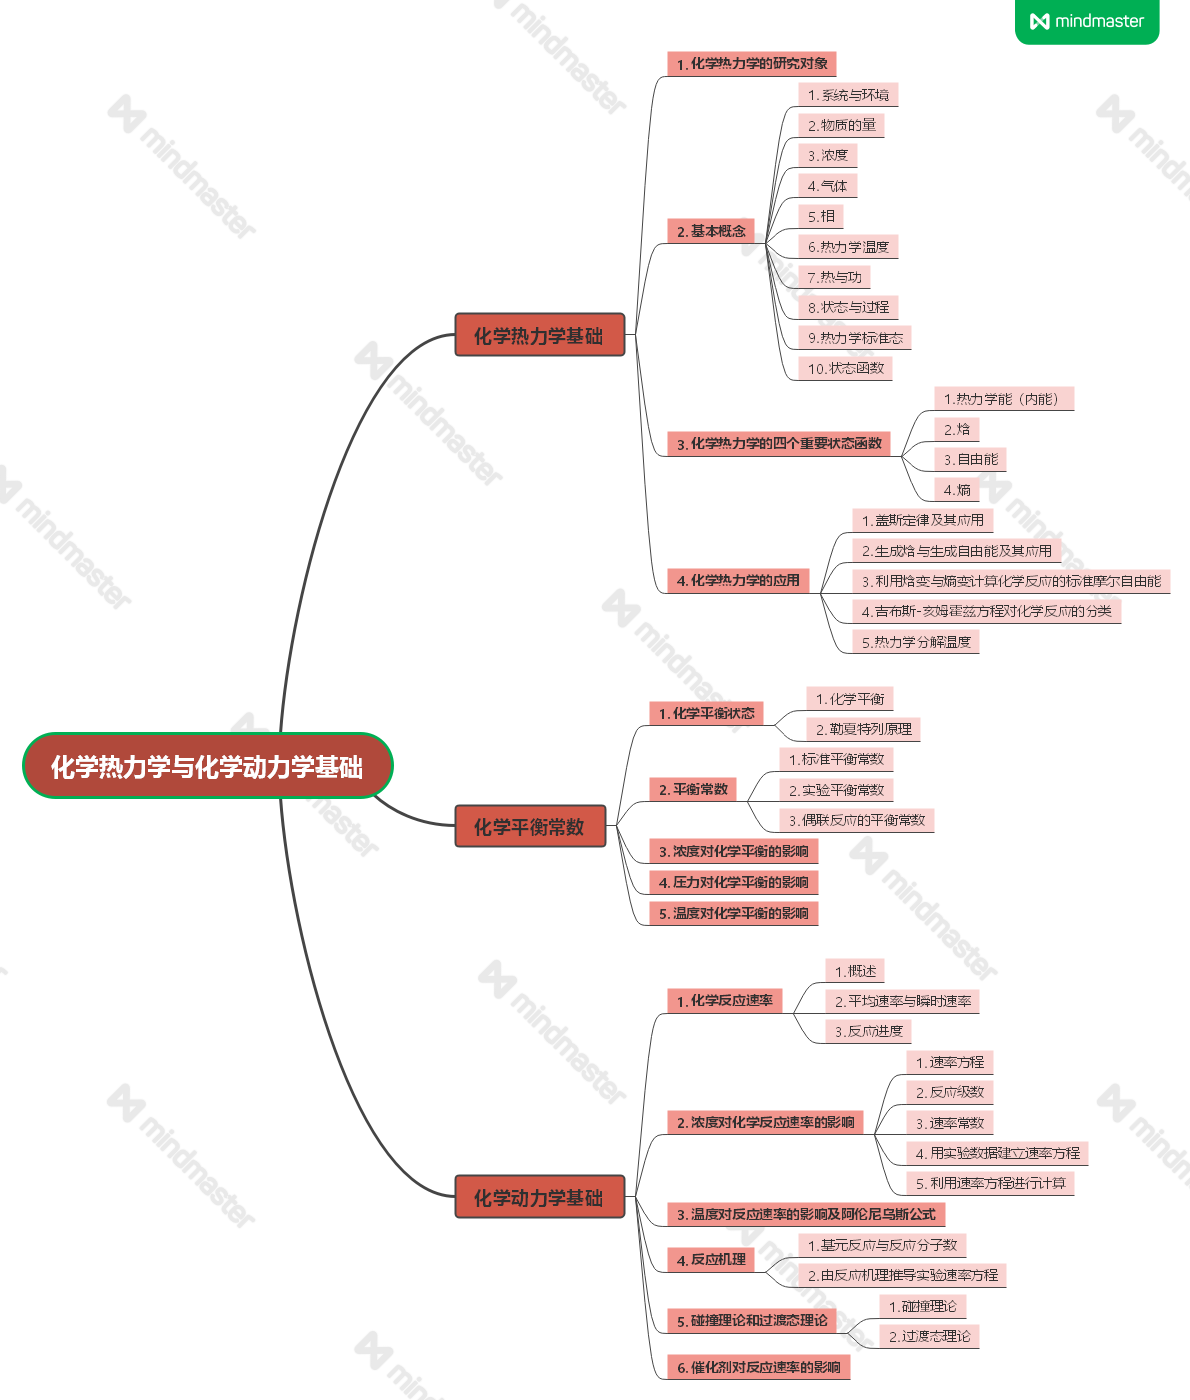 mindmaster
化学热力学与化学动力学基础
化学热力学基础
1.化学热力学的研究对象
2.基本概念
1.系统与环境
2.物质的量
3.浓度
4.气体
5.相
6.热力学温度
7.热与功
8.状态与过程
9.热力学标准态
10.状态函数
3.化学热力学的四个重要状态函数
1.热力学能（内能）
2.焓
3.自由能
4.熵
4.化学热力学的应用
1.盖斯定律及其应用
2.生成焓与生成自由能及其应用
3.利用焓变与熵变计算化学反应的标准摩尔自由能
4.吉布斯-亥姆霍兹方程对化学反应的分类
5.热力学分解温度
化学平衡常数
1.化学平衡状态
1.化学平衡
2.勒夏特列原理
2.平衡常数
1.标准平衡常数
2.实验平衡常数
3.偶联反应的平衡常数
3.浓度对化学平衡的影响
4.压力对化学平衡的影响
5.温度对化学平衡的影响
化学动力学基础
1.化学反应速率
1.概述
2.平均速率与瞬时速率
3.反应进度
2.浓度对化学反应速率的影响
1.速率方程
2.反应级数
3.速率常数
4.用实验数据建立速率方程
5.利用速率方程进行计算
3.温度对反应速率的影响及阿伦尼乌斯公式
4.反应机理
1.基元反应与反应分子数
2.由反应机理推导实验速率方程
5.碰撞理论和过渡态理论
1.碰撞理论
2.过渡态理论
6.催化剂对反应速率的影响